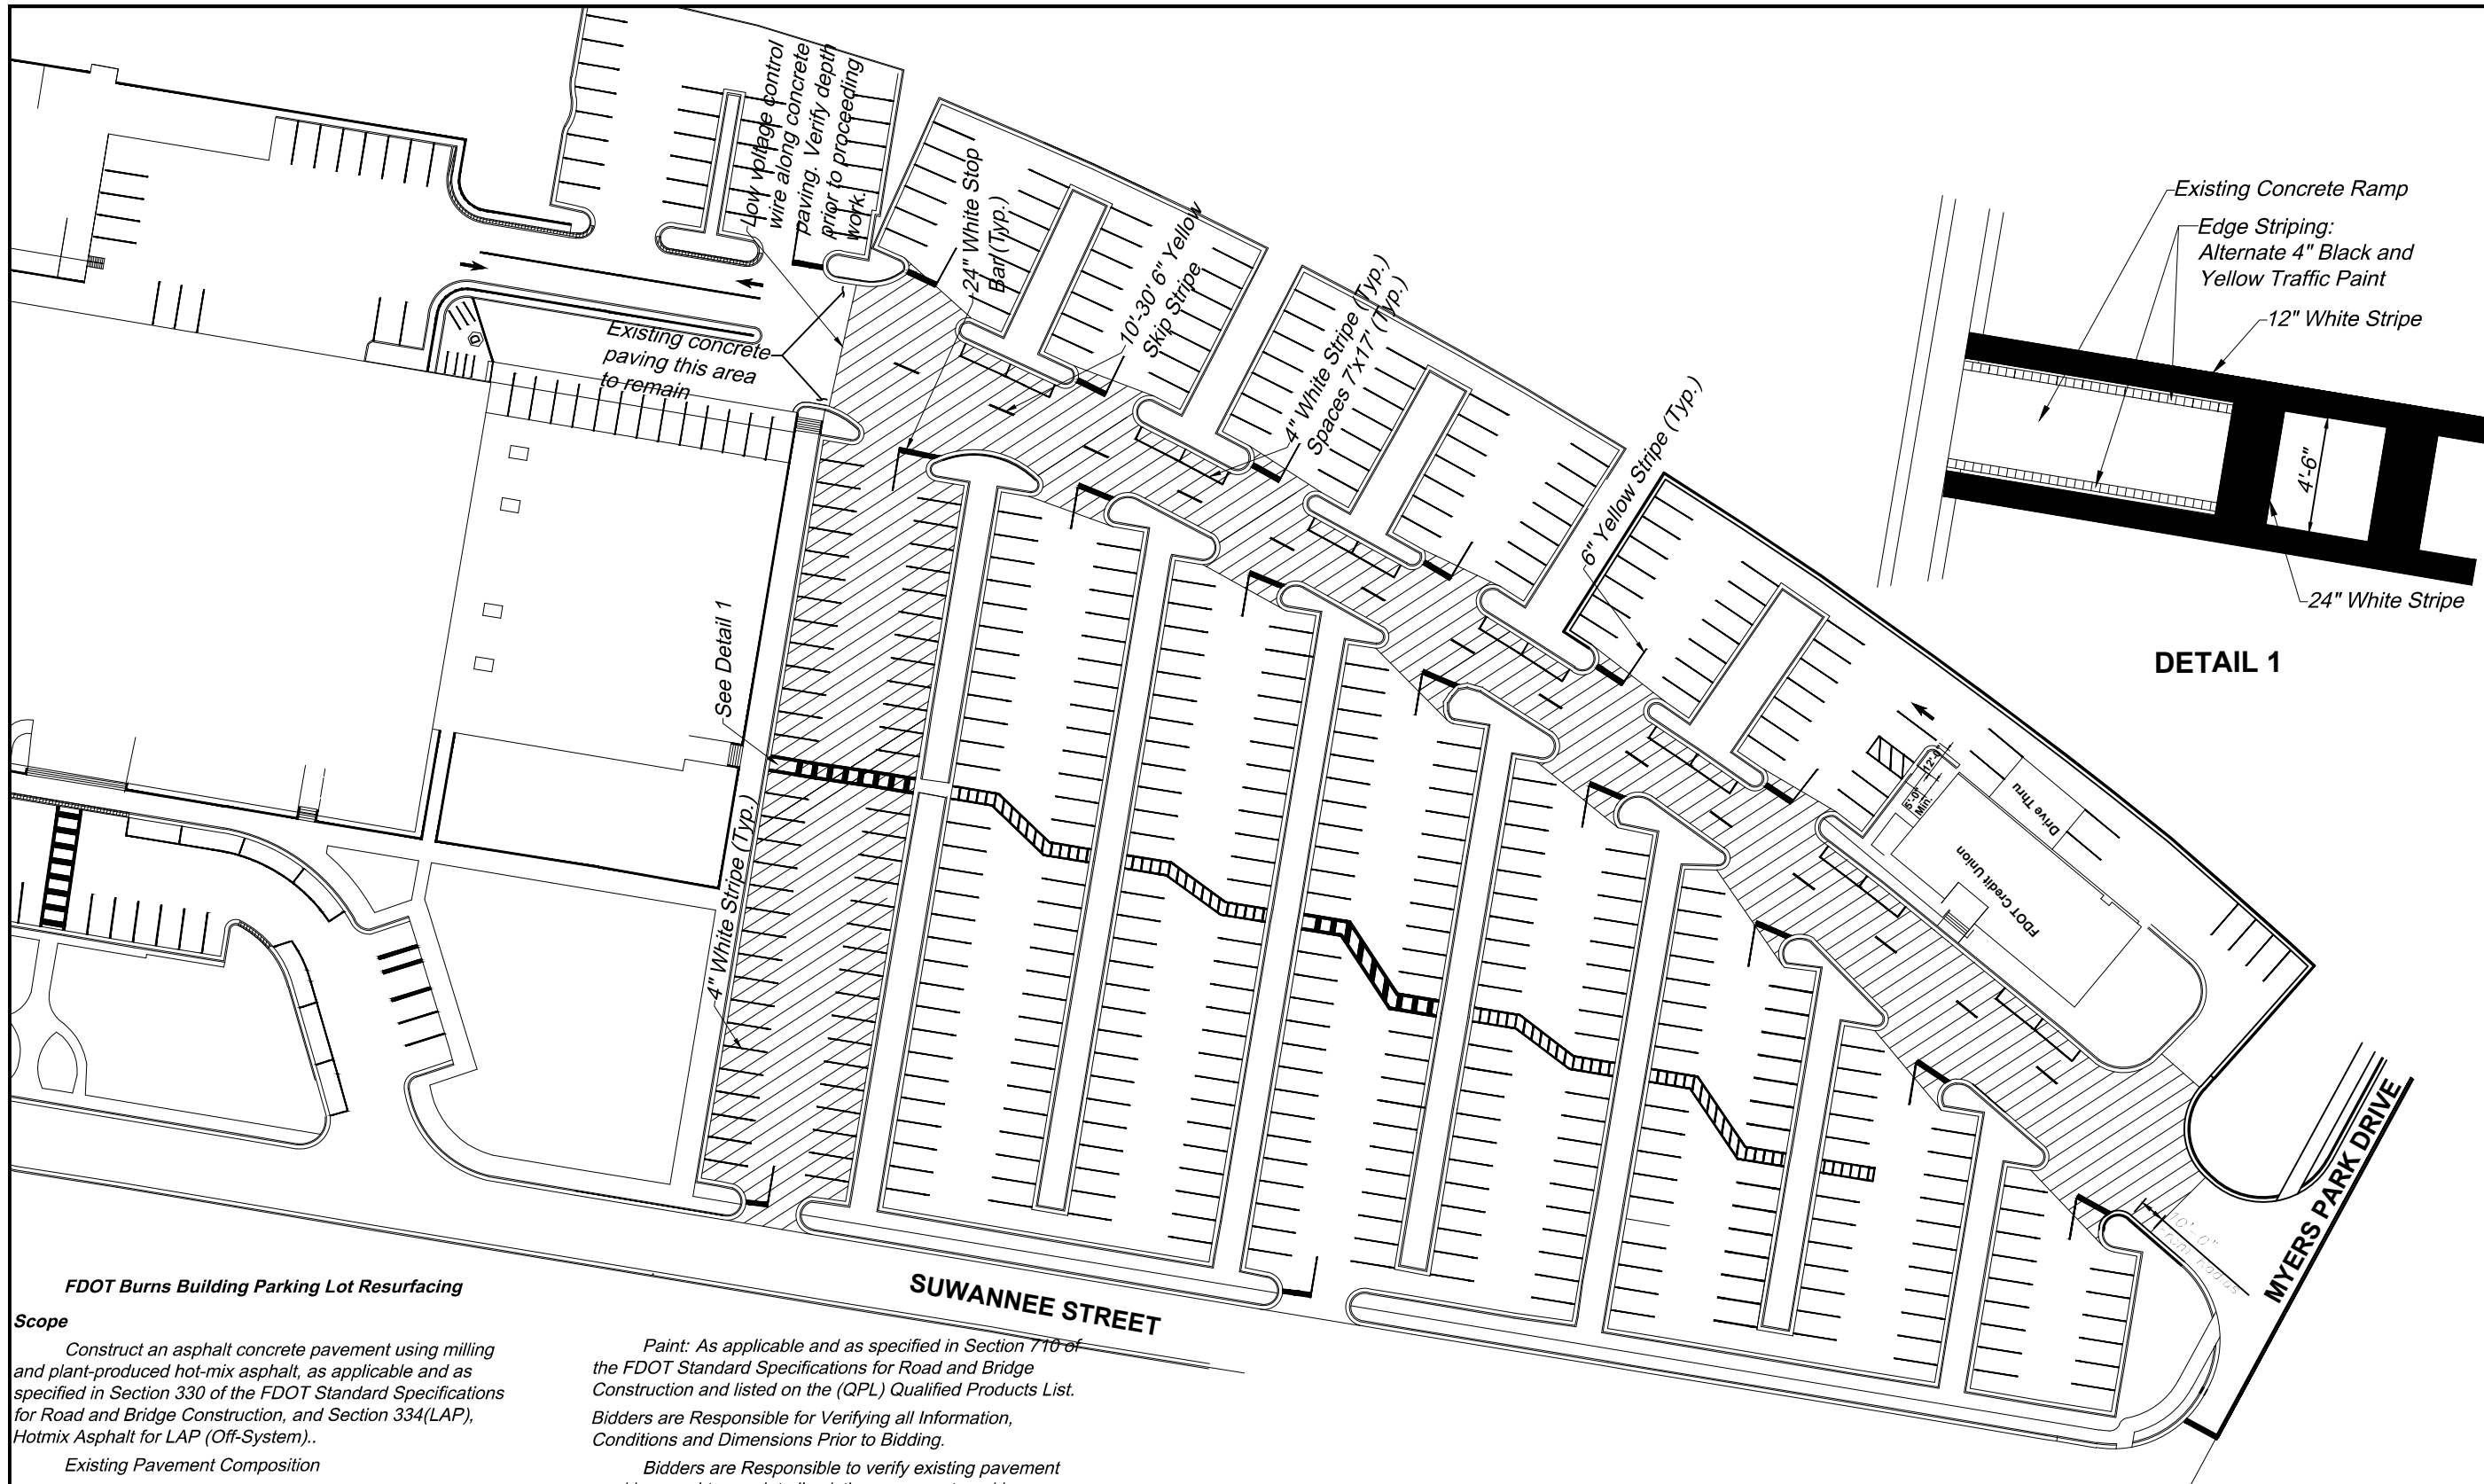 Low voltage control
wire along concrete
paving. Verify depth
prior to proceeding
work.
24" White Stop
Bar (Typ.)
10'-30' 6" Yellow
Skip Stripe
4" White Stripe (Typ.)
Spaces 7'x17' (Typ.)
6" Yellow Stripe (Typ.)
Existing concrete
paving this area
to remain
See Detail 1
4" White Stripe (Typ.)
Existing Concrete Ramp
Edge Striping:
Alternate 4" Black and
Yellow Traffic Paint
12" White Stripe
4'-6"
24" White Stripe
DETAIL 1
12'-4"
5'-0"
Min.
Drive Thru
FDOT Credit Union
10'-0"
Radius
MYERS PARK DRIVE
SUWANNEE STREET
FDOT Burns Building Parking Lot Resurfacing
Scope
Construct an asphalt concrete pavement using milling
and plant-produced hot-mix asphalt, as applicable and as
specified in Section 330 of the FDOT Standard Specifications
for Road and Bridge Construction, and Section 334(LAP),
Hotmix Asphalt for LAP (Off-System)..
Existing Pavement Composition
Paint: As applicable and as specified in Section 710 of
the FDOT Standard Specifications for Road and Bridge
Construction and listed on the (QPL) Qualified Products List.
Bidders are Responsible for Verifying all Information,
Conditions and Dimensions Prior to Bidding.
Bidders are Responsible to verify existing pavement